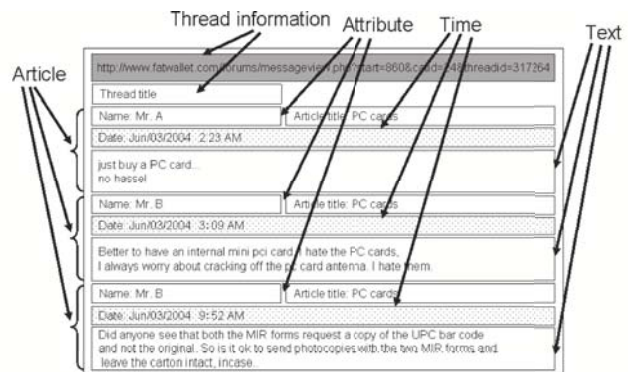 Thread information
Attribute
Time
Text
Article
http://www.fatwallet.com/forums/messageview.php?start=860&catid=24&threadid=317264
Thread title
Name: Mr. A
Article title: PC cards
Date: Jun/03/2004 2:23 AM
just buy a PC card...
no hassel
Name: Mr. B
Article title: PC cards
Date: Jun/03/2004 3:09 AM
Better to have an internal mini pci card. I hate the PC cards,
I always worry about cracking off the pc card antenna. I hate them.
Name: Mr. B
Article title: PC cards
Date: Jun/03/2004 9:52 AM
Did anyone see that both the MIR forms request a copy of the UPC bar code
and not the original. So is it ok to send photocopies with the two MIR forms and
leave the carton intact, incase..